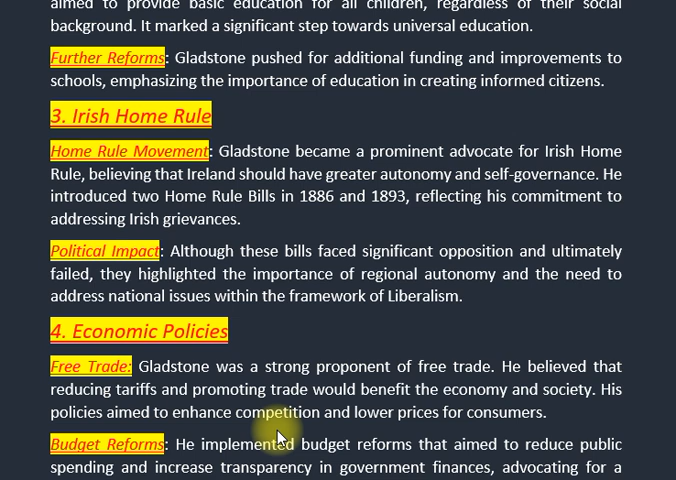 aimed to provide basic education for all children, regardless of their social
background. It marked a significant step towards universal education.
Further Reforms: Gladstone pushed for additional funding and improvements to
schools, emphasizing the importance of education in creating informed citizens.
3. Irish Home Rule
Home Rule Movement: Gladstone became a prominent advocate for Irish Home
Rule, believing that Ireland should have greater autonomy and self-governance. He
introduced two Home Rule Bills in 1886 and 1893, reflecting his commitment to
addressing Irish grievances.
Political Impact: Although these bills faced significant opposition and ultimately
failed, they highlighted the importance of regional autonomy and the need to
address national issues within the framework of Liberalism.
4. Economic Policies
Free Trade: Gladstone was a strong proponent of free trade. He believed that
reducing tariffs and promoting trade would benefit the economy and society. His
policies aimed to enhance competition and lower prices for consumers.
Budget Reforms: He implemented budget reforms that aimed to reduce public
spending and increase transparency in government finances, advocating for a